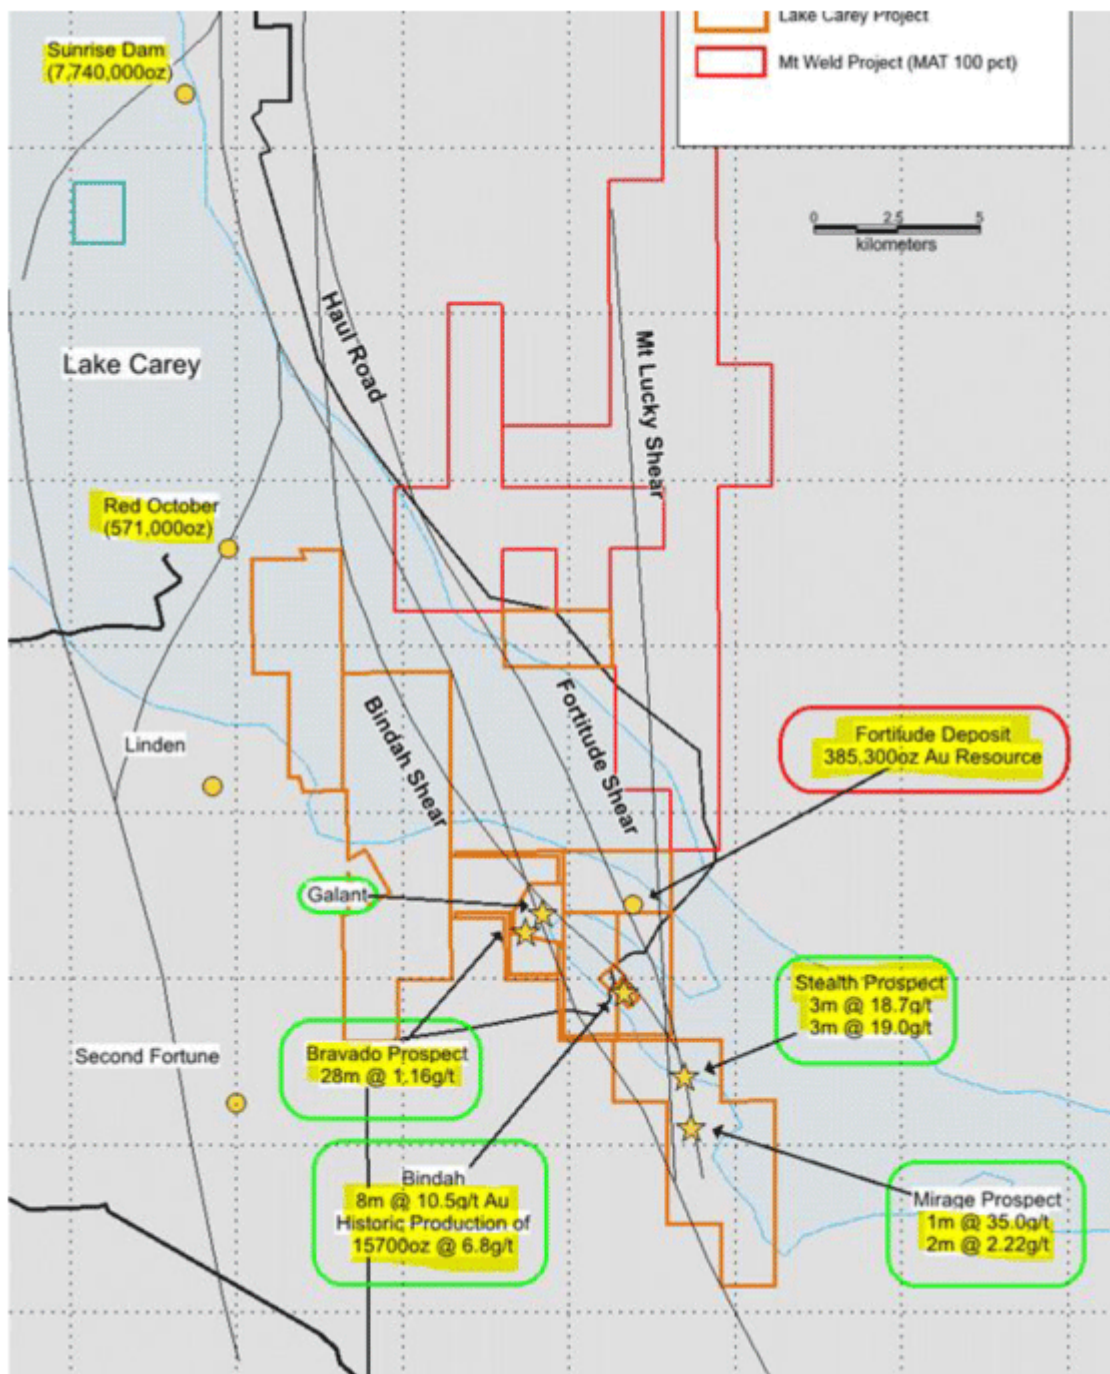 Lake Carey Project
Mt Weld Project (MAT 100 pct)
Sunrise Dam
(7,740,000oz)
0 2.5 5
kilometers
Haul Road
Lake Carey
Mt Lucky Shear
Red October
(571,000oz)
Bindah Shear
Fortitude Shear
Linden
Fortitude Deposit
385,300oz Au Resource
Galant
Stealth Prospect
3m @ 18.7g/t
3m @ 19.0g/t
Second Fortune
Bravado Prospect
28m @ 1.16g/t
Bindah
8m @ 10.5g/t Au
Historic Production of
15700oz @ 6.8g/t
Mirage Prospect
1m @ 35.0g/t
2m @ 2.22g/t